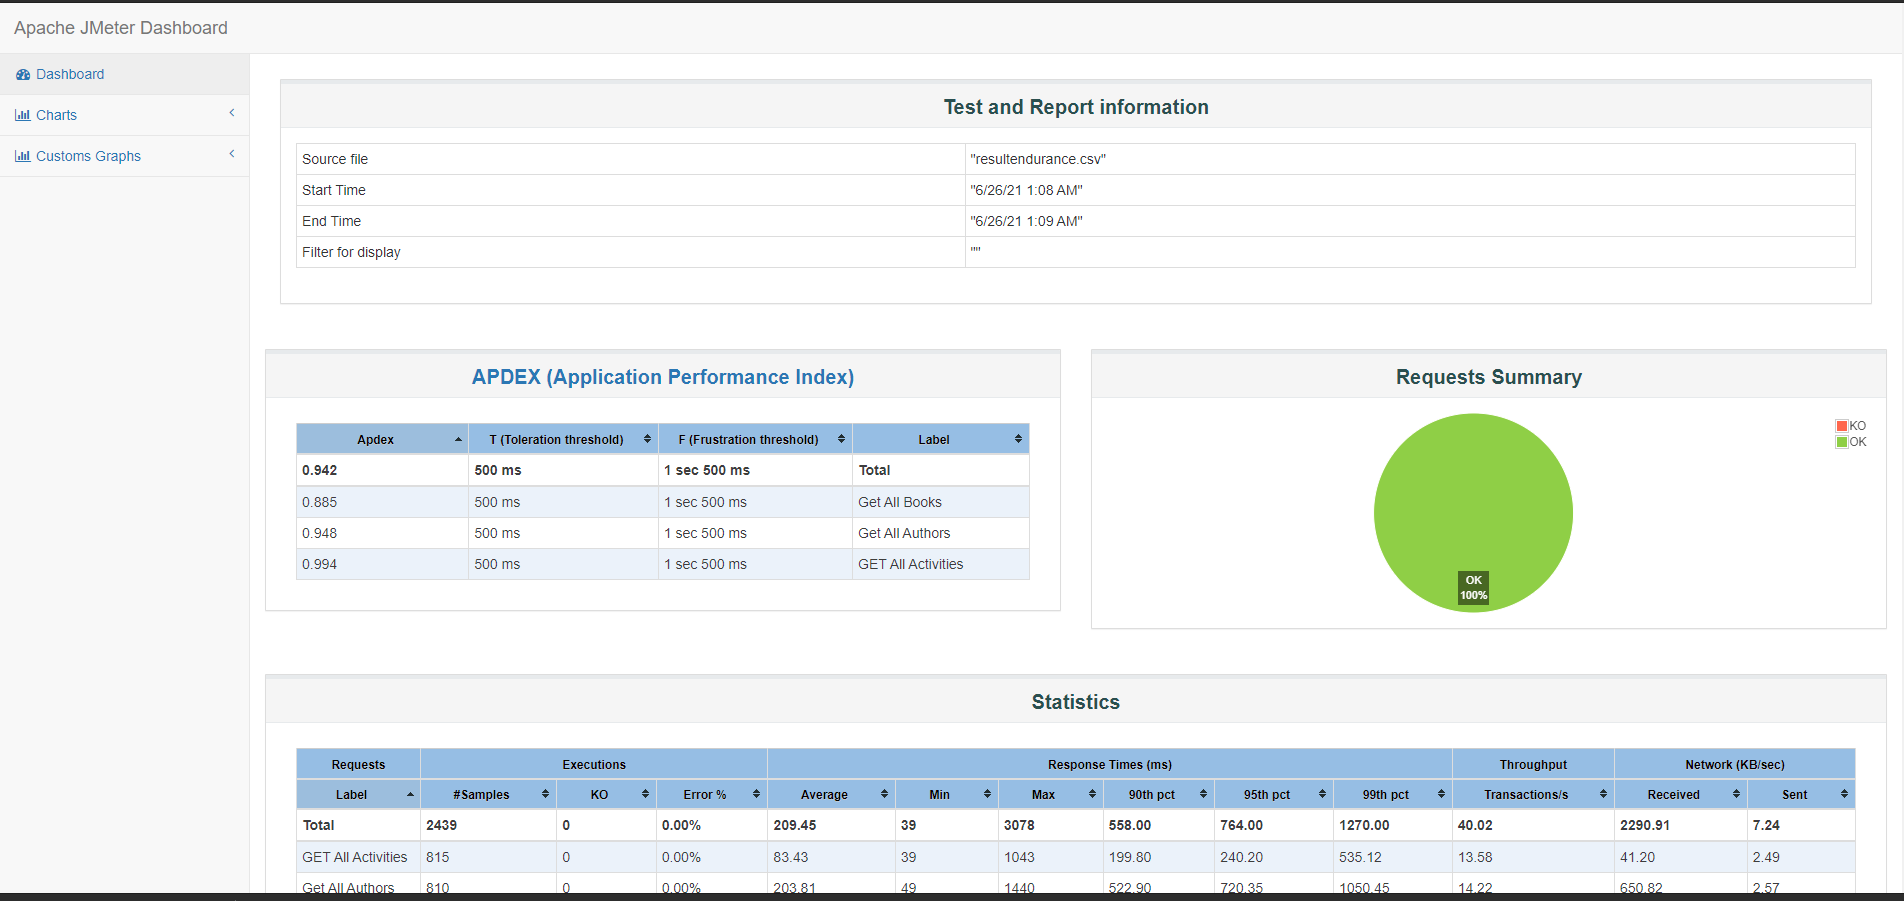 Apache JMeter Dashboard
Dashboard
Charts
Customs Graphs
Test and Report information
Source file "resultendurance.csv"
Start Time "6/26/21 1:08 AM"
End Time "6/26/21 1:09 AM"
Filter for display ""
APDEX (Application Performance Index)
Apdex T (Toleration threshold) F (Frustration threshold) Label
0.942 500 ms 1 sec 500 ms Total
0.885 500 ms 1 sec 500 ms Get All Books
0.948 500 ms 1 sec 500 ms Get All Authors
0.994 500 ms 1 sec 500 ms GET All Activities
Requests Summary
KO
OK
OK
100%
Statistics
Requests Executions Response Times (ms) Throughput Network (KB/sec)
Label #Samples KO Error % Average Min Max 90th pct 95th pct 99th pct Transactions/s Received Sent
Total 2439 0 0.00% 209.45 39 3078 558.00 764.00 1270.00 40.02 2290.91 7.24
GET All Activities 815 0 0.00% 83.43 39 1043 199.80 240.20 535.12 13.58 41.20 2.49
Get All Authors 810 0 0.00% 203.81 49 1440 522.90 720.35 1050.45 14.22 650.82 2.57